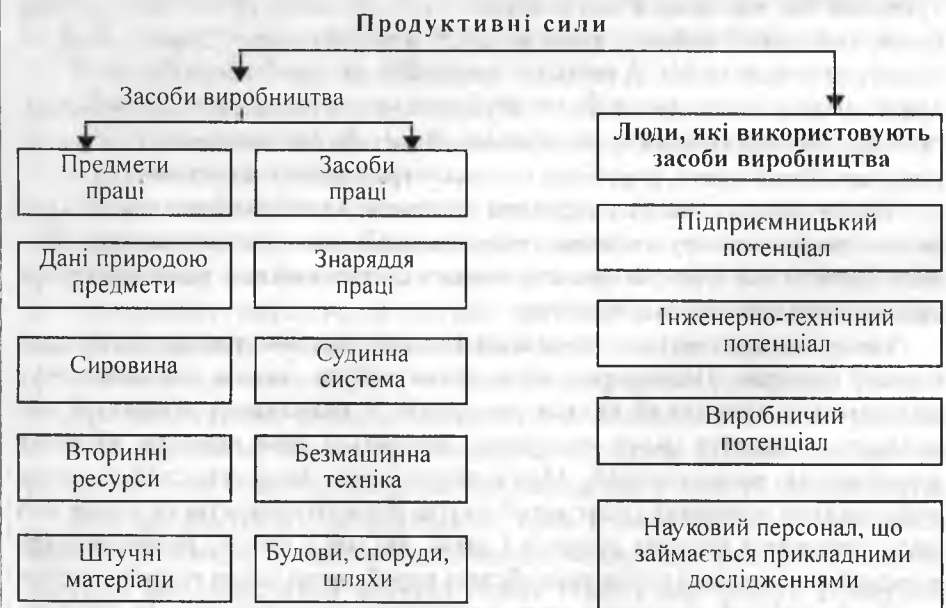 Продуктивні сили
Засоби виробництва
Предмети
праці
Дані природою
предмети
Сировина
Вторинні
ресурси
Штучні
матеріали
Засоби
праці
Знаряддя
праці
Судинна
система
Безмашинна
техніка
Будови, споруди,
шляхи
Люди, які використовують
засоби виробництва
Підприємницький
потенціал
Інженерно-технічний
потенціал
Виробничий
потенціал
Науковий персонал, що
займається прикладними
дослідженнями